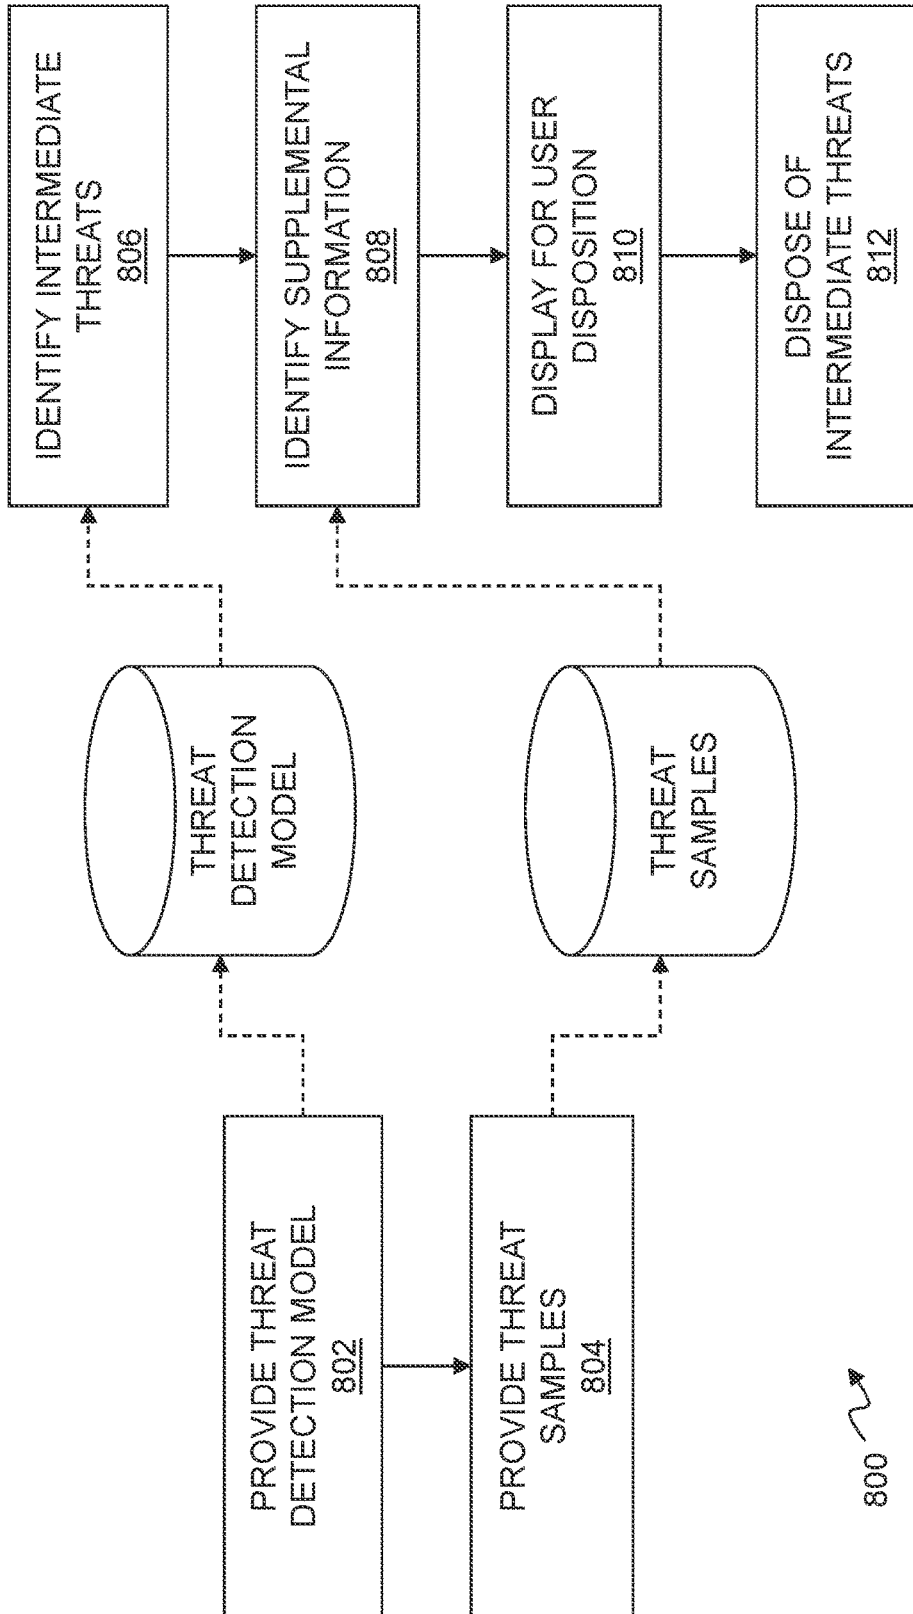 PROVIDE THREAT
DETECTION MODEL
802
PROVIDE THREAT
SAMPLES
804
THREAT
DETECTION
MODEL
THREAT
SAMPLES
IDENTIFY INTERMEDIATE
THREATS
806
IDENTIFY SUPPLEMENTAL
INFORMATION
808
DISPLAY FOR USER
DISPOSITION
810
DISPOSE OF
INTERMEDIATE THREATS
812
800